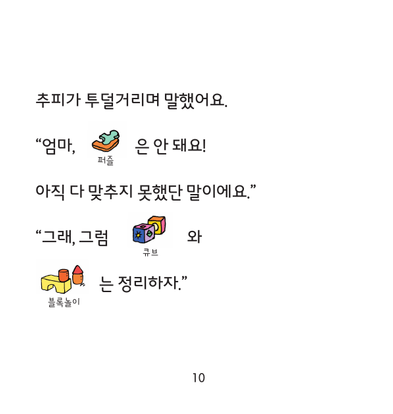 추피가 투덜거리며 말했어요.
“엄마, 은 안 돼요!
퍼즐
아직 다 맞추지 못했단 말이에요.”
“그래, 그럼 와
큐브
는 정리하자.”
블록놀이
10